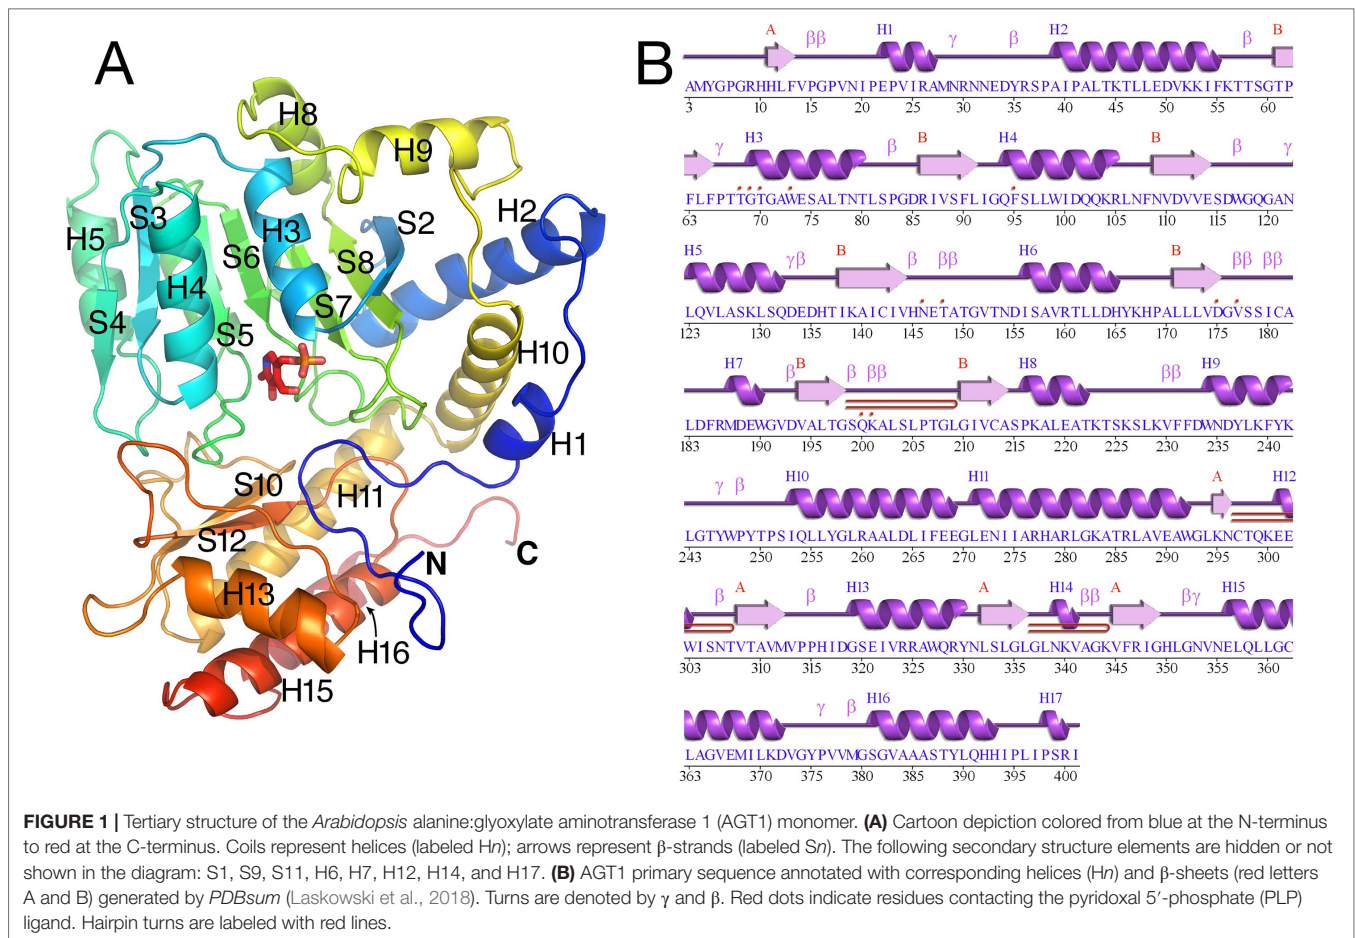 A
H8
H9
H2
S3
H5
S6
H3
S2
S8
H4
S7
S4
S5
H10
H1
S10
H11
S12
N
C
H13
H16
H15
B
A ββ H1 γ β H2 β B
AMYGPGRHHLFVPGPVNIPEPVIRAMNRNNEDYRSPAIPALTKTLLEDVKKIFKTTSGTP
3 10 15 20 25 30 35 40 45 50 55 60
γ H3 β B H4 B β γ
FLFPTTGTGAWESALTNTLSPGDRIVSFLIGQFSLLWIDQQKRLNFNVDVVESDWGQGAN
63 70 75 80 85 90 95 100 105 110 115 120
H5 γβ B β ββ H6 B ββ ββ
LQVLASKLSQDEDHTIKAICIVHNETATGVTNDISAVRTLLDHYKHPALLLVDGVSSICA
123 130 135 140 145 150 155 160 165 170 175 180
H7 β B β ββ B H8 ββ H9
LDFRMDEWGVDVALTGSQKALSLPTGLGIVCASPKALEATKTSKSLKVFFDWNDYLKFYK
183 190 195 200 205 210 215 220 225 230 235 240
γ β H10 H11 A H12
LGTYWPYTPSIQLLYGLRAALDLIFEEGLENIIARHARLGKATRLAVEAWGLKNCTQKEE
243 250 255 260 265 270 275 280 285 290 295 300
β A β H13 A H14 ββ A βγ H15
WISNTVTAVMVPPHIDGSEIVRRAWQRYNLSLGLGLNKVAGKVFRIGHLGNVNELQLLGC
303 310 315 320 325 330 335 340 345 350 355 360
γ β H16 H17
LAGVEMILKDVGYPVVMGSGVAAASTYLQHHIPLIPSRI
363 370 375 380 385 390 395 400
FIGURE 1 | Tertiary structure of the Arabidopsis alanine:glyoxylate aminotransferase 1 (AGT1) monomer. (A) Cartoon depiction colored from blue at the N-terminus
to red at the C-terminus. Coils represent helices (labeled Hn); arrows represent β-strands (labeled Sn). The following secondary structure elements are hidden or not
shown in the diagram: S1, S9, S11, H6, H7, H12, H14, and H17. (B) AGT1 primary sequence annotated with corresponding helices (Hn) and β-sheets (red letters
A and B) generated by PDBsum (Laskowski et al., 2018). Turns are denoted by γ and β. Red dots indicate residues contacting the pyridoxal 5′-phosphate (PLP)
ligand. Hairpin turns are labeled with red lines.